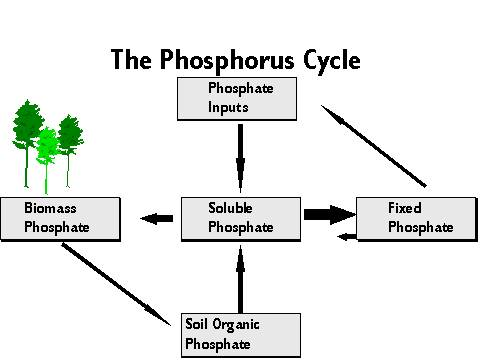 The Phosphorus Cycle
Phosphate
Inputs
Biomass
Phosphate
Soluble
Phosphate
Fixed
Phosphate
Soil Organic
Phosphate